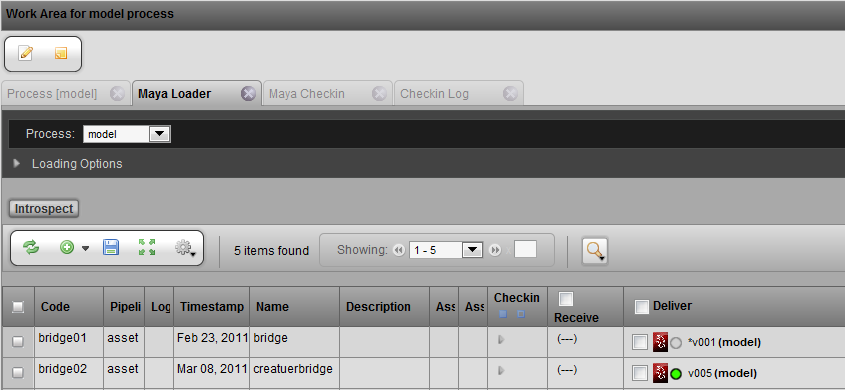 Work Area for model process
Process [model] Maya Loader Maya Checkin Checkin Log
Process: model
Loading Options
Introspect
5 items found Showing: 1 - 5
Code Pipeli Log Timestamp Name Description Ass Ass Checkin Receive Deliver
bridge01 asset Feb 23, 2011 bridge (---) *v001 (model)
bridge02 asset Mar 08, 2011 creatuerbridge (---) v005 (model)